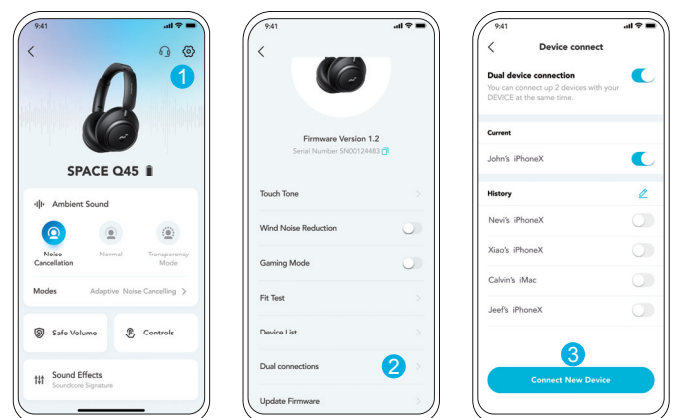 9:41
1
SPACE Q45
Ambient Sound
Noise
Cancellation
Normal
Transparency
Mode
Modes
Adaptive Noise Cancelling
Safe Volume
Controls
Sound Effects
Soundcore Signature
9:41
Firmware Version 1.2
Serial Number SN00124483
Touch Tone
Wind Noise Reduction
Gaming Mode
Fit Test
Device List
Dual connections
2
Update Firmware
9:41
Device connect
Dual device connection
You can connect up 2 devices with your
DEVICE at the same time.
Current
John's iPhoneX
History
Nevi's iPhoneX
Xiao's iPhoneX
Calvin's iMac
Jeef's iPhoneX
3
Connect New Device